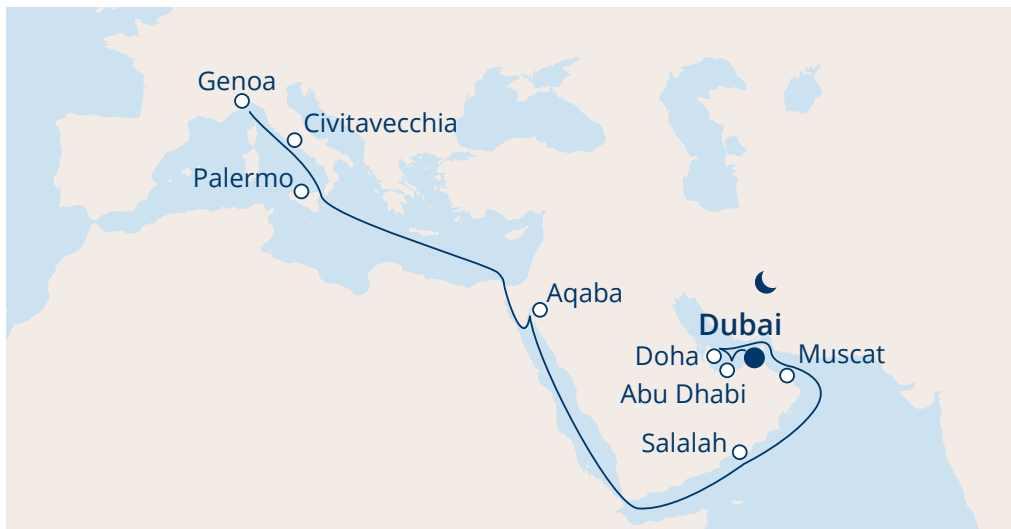 Genoa
Civitavecchia
Palermo
Aqaba
Dubai
Doha
Muscat
Abu Dhabi
Salalah